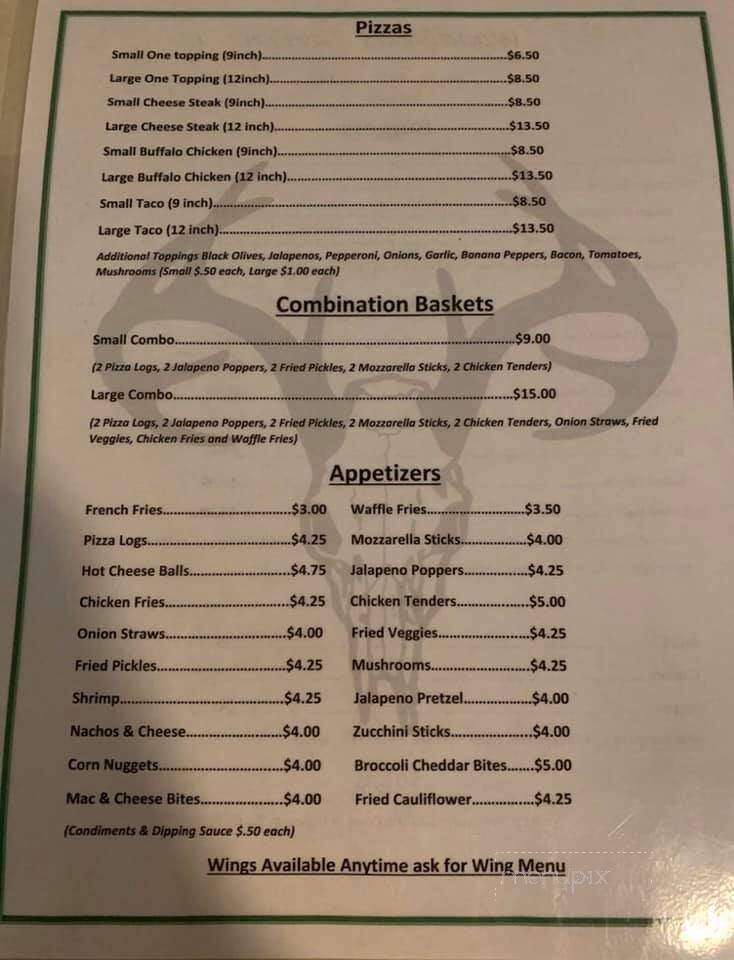 Pizzas
Small One topping (9inch)..........$6.50
Large One Topping (12inch)..........$8.50
Small Cheese Steak (9inch)..........$8.50
Large Cheese Steak (12 inch)..........$13.50
Small Buffalo Chicken (9inch)..........$8.50
Large Buffalo Chicken (12 inch)..........$13.50
Small Taco (9 inch)..........$8.50
Large Taco (12 inch)..........$13.50
Additional Toppings Black Olives, Jalapenos, Pepperoni, Onions, Garlic, Banana Peppers, Bacon, Tomatoes,
Mushrooms (Small $.50 each, Large $1.00 each)
Combination Baskets
Small Combo..........$9.00
(2 Pizza Logs, 2 Jalapeno Poppers, 2 Fried Pickles, 2 Mozzarella Sticks, 2 Chicken Tenders)
Large Combo..........$15.00
(2 Pizza Logs, 2 Jalapeno Poppers, 2 Fried Pickles, 2 Mozzarella Sticks, 2 Chicken Tenders, Onion Straws, Fried
Veggies, Chicken Fries and Waffle Fries)
Appetizers
French Fries..........$3.00 Waffle Fries..........$3.50
Pizza Logs..........$4.25 Mozzarella Sticks..........$4.00
Hot Cheese Balls..........$4.75 Jalapeno Poppers..........$4.25
Chicken Fries..........$4.25 Chicken Tenders..........$5.00
Onion Straws..........$4.00 Fried Veggies..........$4.25
Fried Pickles..........$4.25 Mushrooms..........$4.25
Shrimp..........$4.25 Jalapeno Pretzel..........$4.00
Nachos & Cheese..........$4.00 Zucchini Sticks..........$4.00
Corn Nuggets..........$4.00 Broccoli Cheddar Bites.......$5.00
Mac & Cheese Bites..........$4.00 Fried Cauliflower..........$4.25
(Condiments & Dipping Sauce $.50 each)
Wings Available Anytime ask for Wing Menu
menupix